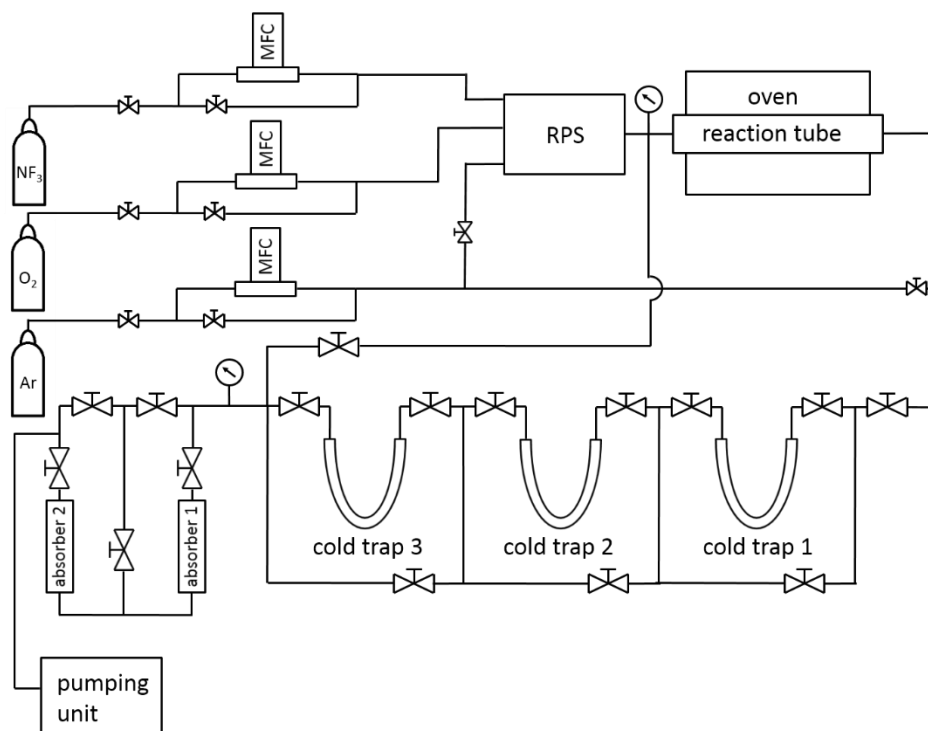 MFC
NF₃
MFC
O₂
MFC
Ar
RPS
oven
reaction tube
cold trap 3
cold trap 2
cold trap 1
absorber 2
absorber 1
pumping
unit